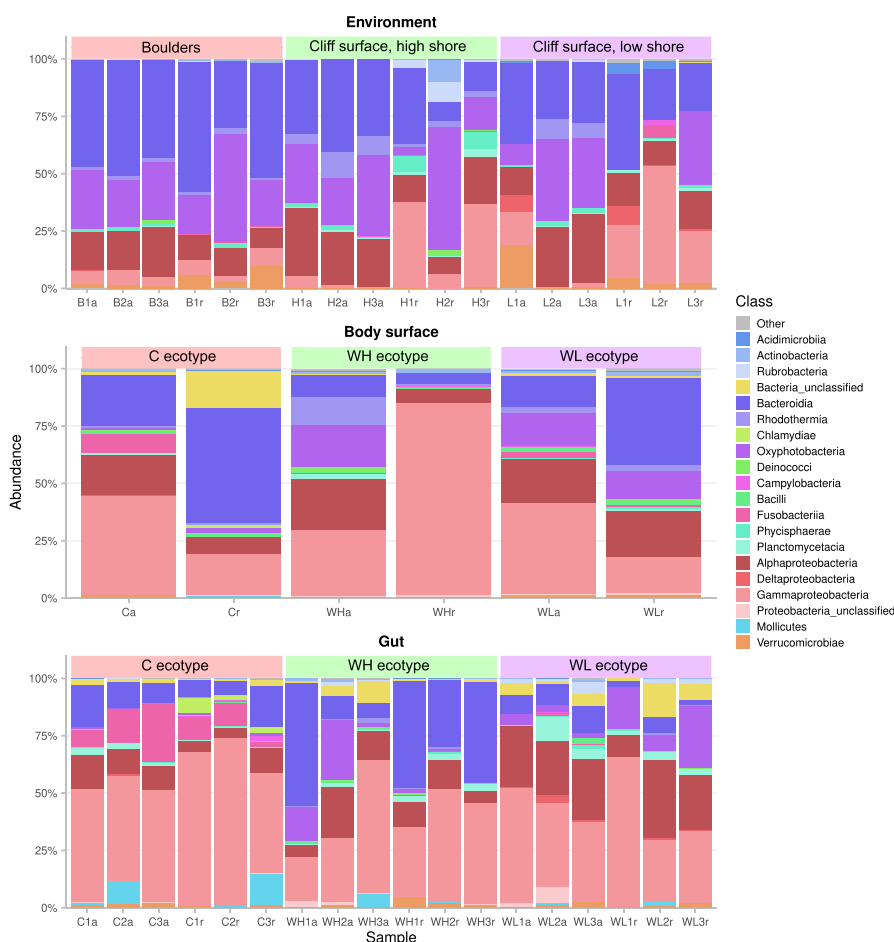 Environment
Boulders
Cliff surface, high shore
Cliff surface, low shore
100%
75%
50%
25%
0%
B1a B2a B3a B1r B2r B3r H1a H2a H3a H1r H2r H3r L1a L2a L3a L1r L2r L3r
Body surface
C ecotype
WH ecotype
WL ecotype
100%
75%
50%
25%
0%
Abundance
Ca Cr WHa WHr WLa WLr
Gut
C ecotype
WH ecotype
WL ecotype
100%
75%
50%
25%
0%
C1a C2a C3a C1r C2r C3r WH1a WH2a WH3a WH1r WH2r WH3r WL1a WL2a WL3a WL1r WL2r WL3r
Sample
Class
Other
Acidimicrobiia
Actinobacteria
Rubrobacteria
Bacteria_unclassified
Bacteroidia
Rhodothermia
Chlamydiae
Oxyphotobacteria
Deinococci
Campylobacteria
Bacilli
Fusobacteriia
Phycisphaerae
Planctomycetacia
Alphaproteobacteria
Deltaproteobacteria
Gammaproteobacteria
Proteobacteria_unclassified
Mollicutes
Verrucomicrobiae